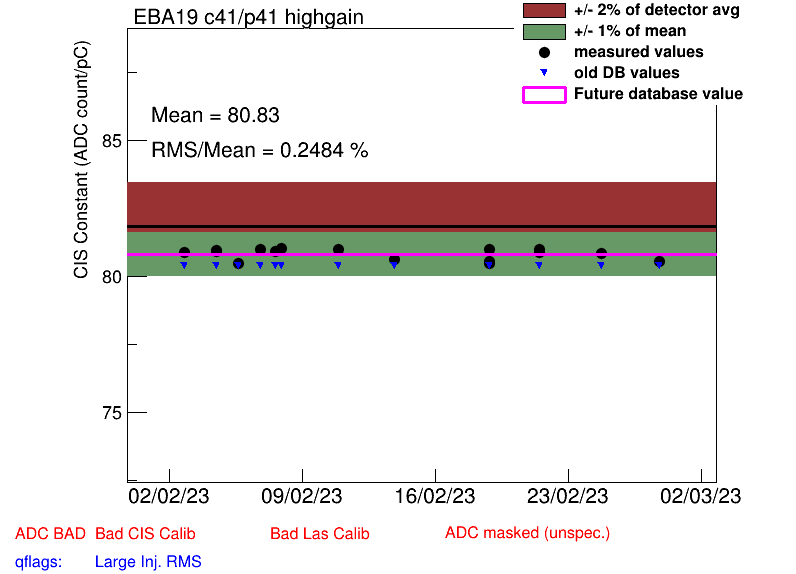 EBA19 c41/p41 highgain
+/- 2% of detector avg
+/- 1% of mean
measured values
old DB values
Future database value
Mean = 80.83
RMS/Mean = 0.2484 %
CIS Constant (ADC count/pC)
85
80
75
02/02/23 09/02/23 16/02/23 23/02/23 02/03/23
ADC BAD Bad CIS Calib Bad Las Calib ADC masked (unspec.)
qflags: Large Inj. RMS